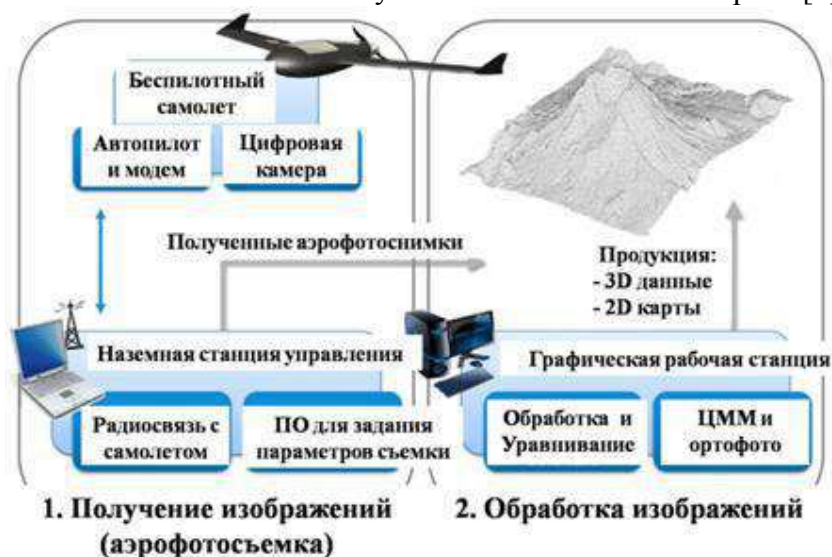 Беспилотный
самолет
Автопилот
и модем
Цифровая
камера
Полученные аэрофотоснимки
Наземная станция управления
Радиосвязь с
самолетом
ПО для задания
параметров съемки
1. Получение изображений
(аэрофотосъемка)
Продукция:
- 3D данные
- 2D карты
Графическая рабочая станция
Обработка и
Уравнивание
ЦММ и
ортофото
2. Обработка изображений